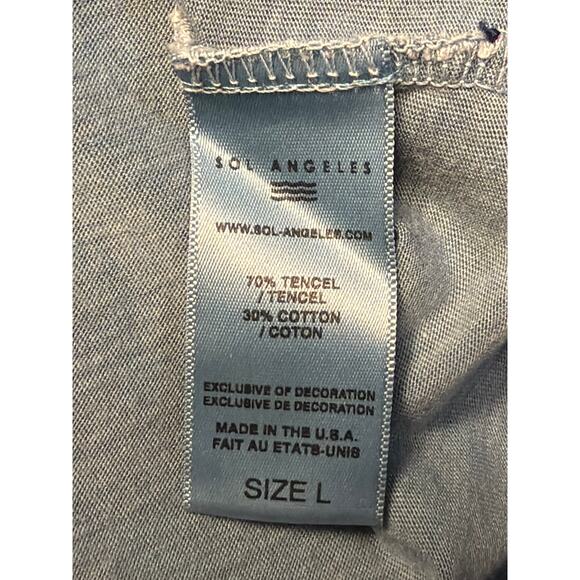 SOL ANGELES
WWW.SOL-ANGELES.COM
70% TENCEL
/ TENCEL
30% COTTON
/ COTON
EXCLUSIVE OF DECORATION
EXCLUSIVE DE DECORATION
MADE IN THE U.S.A.
FAIT AU ETATS-UNIS
SIZE L